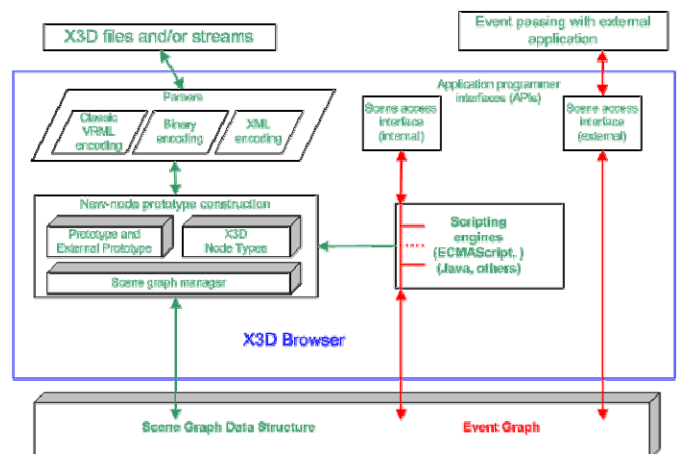 X3D files and/or streams
Event passing with external
application
Application programmer
interfaces (APIs)
Parsers
Classic
VRML
encoding
Binary
encoding
XML
encoding
Scene access
interface
(internal)
Scene access
interface
(external)
New-node prototype construction
Prototype and
External Prototype
X3D
Node Types
Scene graph manager
Scripting
engines
(ECMAScript, )
(Java, others)
X3D Browser
Scene Graph Data Structure
Event Graph